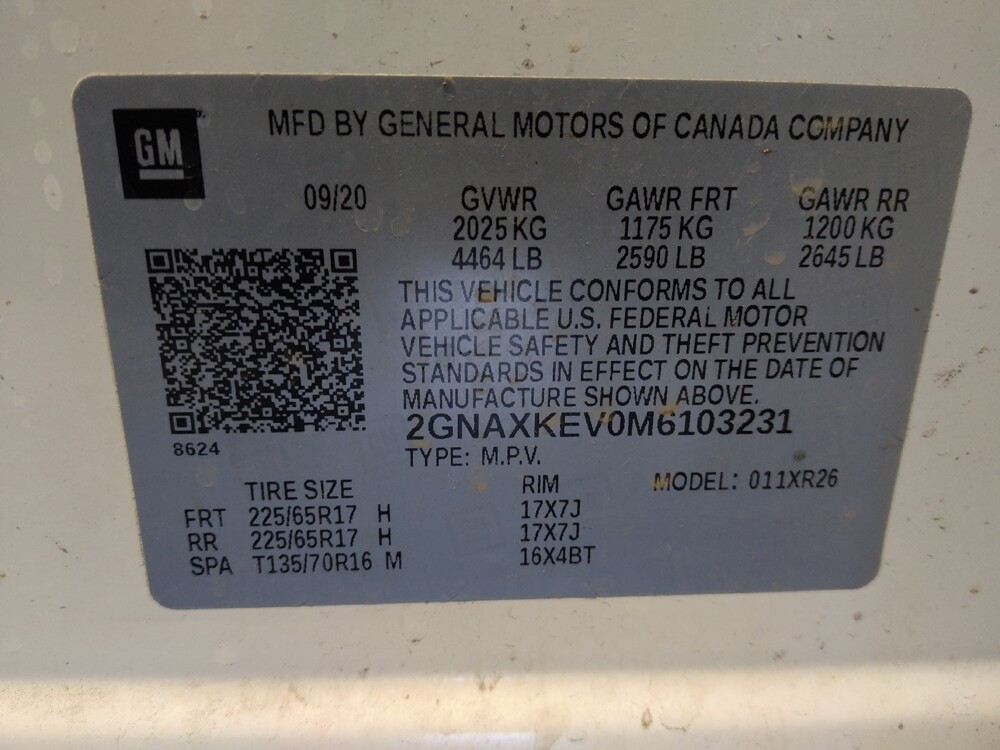 GM
MFD BY GENERAL MOTORS OF CANADA COMPANY
09/20 GVWR GAWR FRT GAWR RR
2025 KG 1175 KG 1200 KG
4464 LB 2590 LB 2645 LB
THIS VEHICLE CONFORMS TO ALL
APPLICABLE U.S. FEDERAL MOTOR
VEHICLE SAFETY AND THEFT PREVENTION
STANDARDS IN EFFECT ON THE DATE OF
MANUFACTURE SHOWN ABOVE.
2GNAXKEV0M6103231
8624
TYPE: M.P.V.
TIRE SIZE RIM MODEL: 011XR26
FRT 225/65R17 H 17X7J
RR 225/65R17 H 17X7J
SPA T135/70R16 M 16X4BT